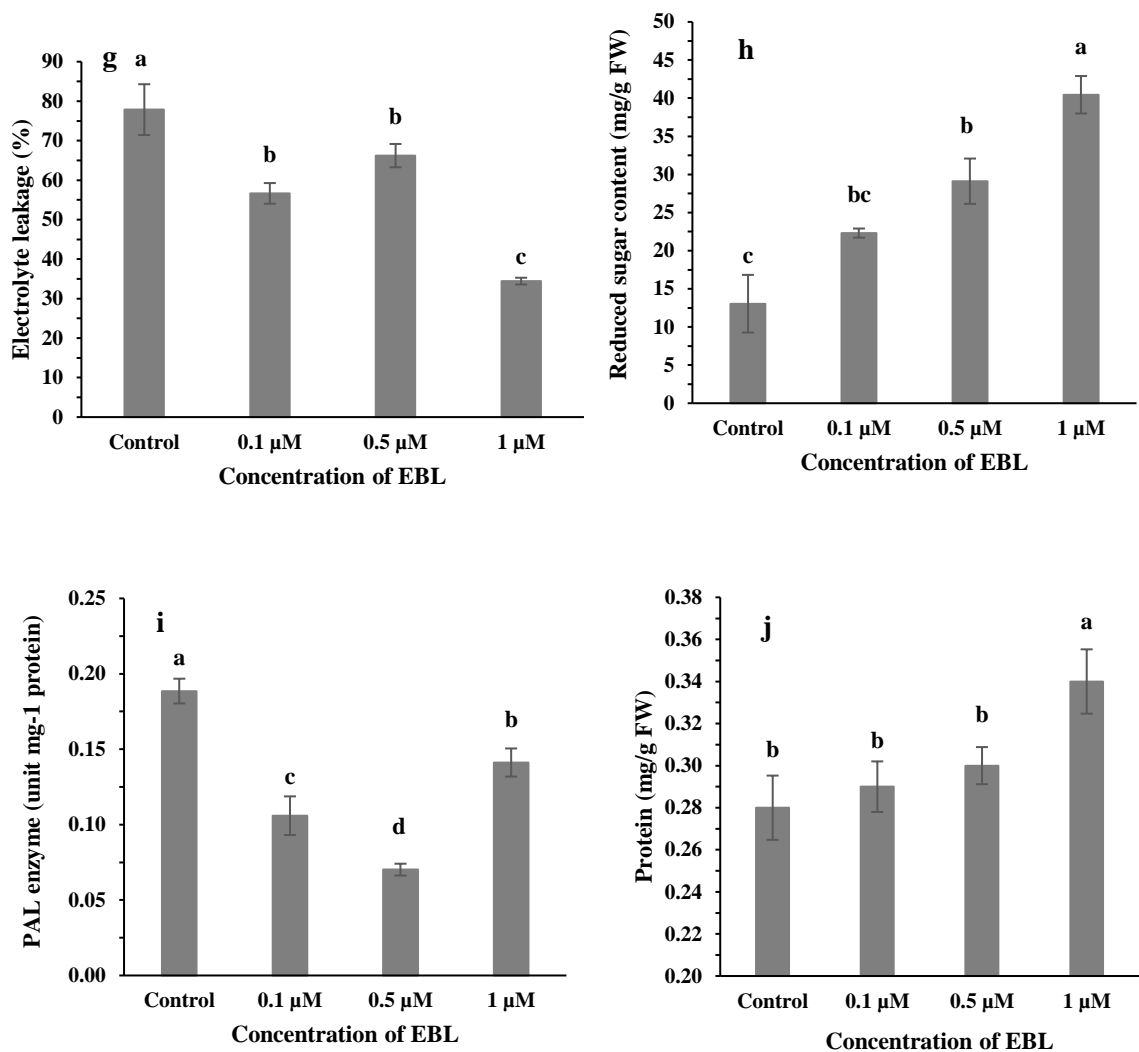 g
a
b
b
c
Electrolyte leakage (%)
90
80
70
60
50
40
30
20
10
0
Control 0.1 µM 0.5 µM 1 µM
Concentration of EBL
h
c
bc
b
a
Reduced sugar content (mg/g FW)
50
45
40
35
30
25
20
15
10
5
0
Control 0.1 µM 0.5 µM 1 µM
Concentration of EBL
i
a
c
d
b
PAL enzyme (unit mg-1 protein)
0.25
0.20
0.15
0.10
0.05
0.00
Control 0.1 µM 0.5 µM 1 µM
Concentration of EBL
j
b
b
b
a
Protein (mg/g FW)
0.38
0.36
0.34
0.32
0.30
0.28
0.26
0.24
0.22
0.20
Control 0.1 µM 0.5 µM 1 µM
Concentration of EBL